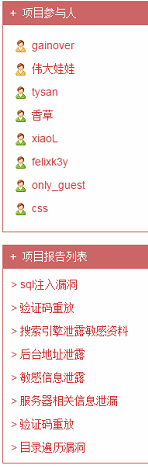 + 项目参与人
gainover
伟大娃娃
tysan
香草
xiaoL
felixk3y
only_guest
css
+ 项目报告列表
> sql注入漏洞
> 验证码重放
> 搜索引擎泄露敏感资料
> 后台地址泄露
> 敏感信息泄露
> 服务器相关信息泄漏
> 验证码重放
> 目录遍历漏洞